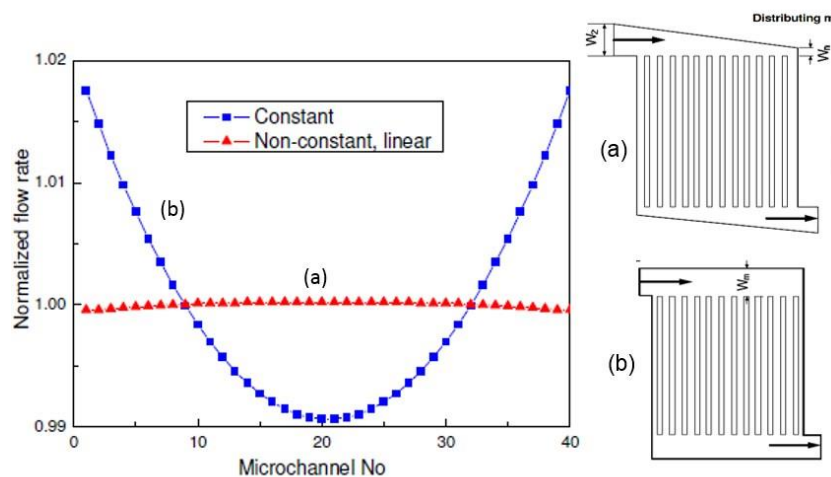 Normalized flow rate
1.02
1.01
1.00
0.99
0
10
20
30
40
Microchannel No
Constant
Non-constant, linear
(b)
(a)
Distributing m
W₂
Wₙ
(a)
Wₘ
(b)